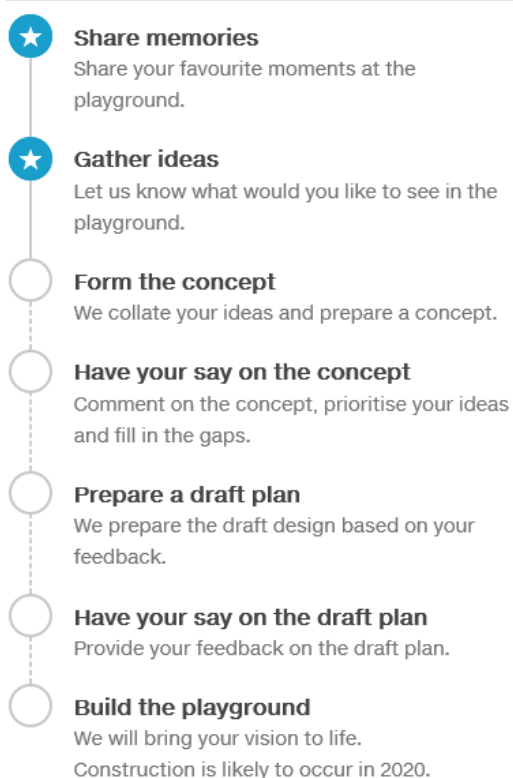 Share memories
Share your favourite moments at the
playground.
Gather ideas
Let us know what would you like to see in the
playground.
Form the concept
We collate your ideas and prepare a concept.
Have your say on the concept
Comment on the concept, prioritise your ideas
and fill in the gaps.
Prepare a draft plan
We prepare the draft design based on your
feedback.
Have your say on the draft plan
Provide your feedback on the draft plan.
Build the playground
We will bring your vision to life.
Construction is likely to occur in 2020.